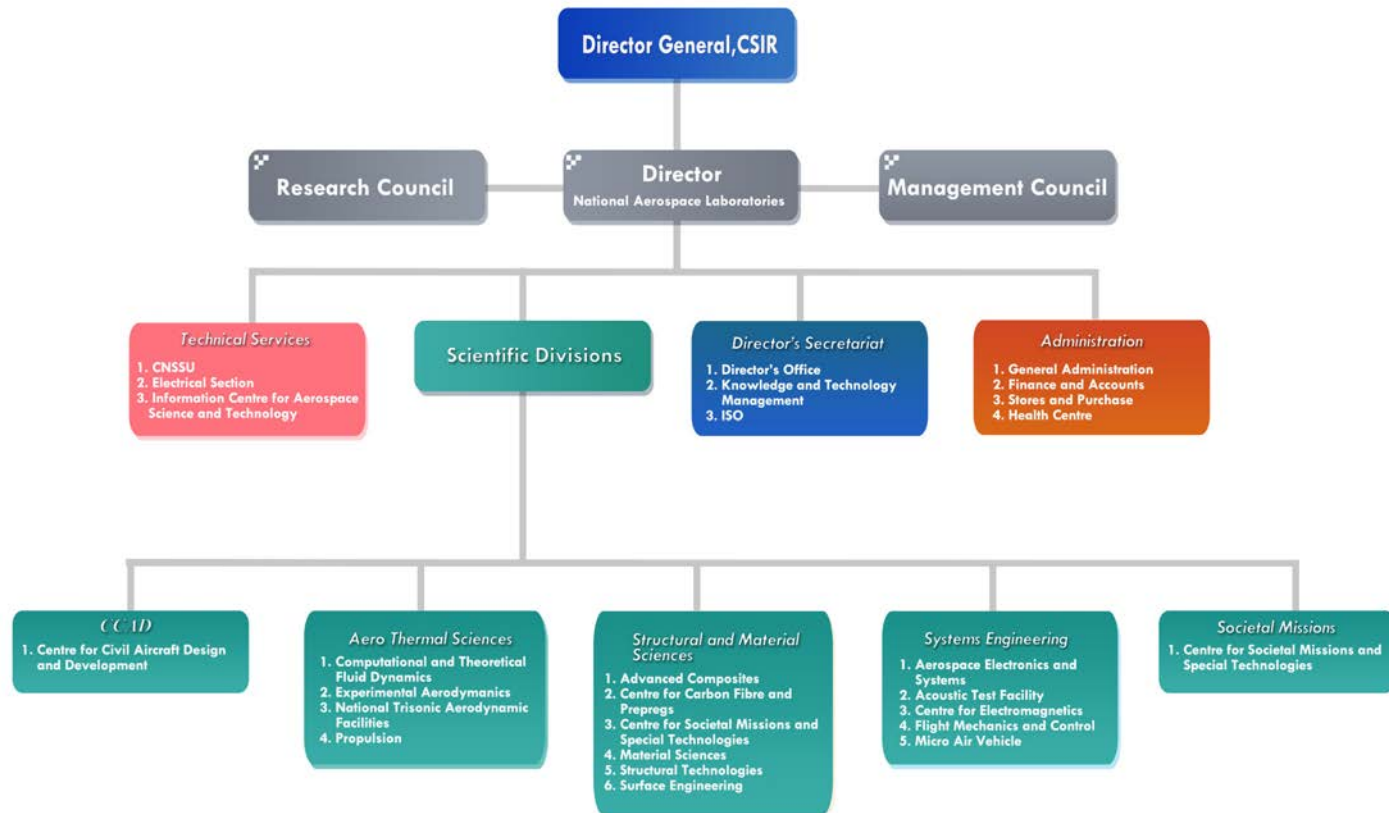 Director General,CSIR
Research Council
Director
National Aerospace Laboratories
Management Council
Technical Services
1. CNSSU
2. Electrical Section
3. Information Centre for Aerospace
Science and Technology
Scientific Divisions
Director's Secretariat
1. Director's Office
2. Knowledge and Technology
Management
3. ISO
Administration
1. General Administration
2. Finance and Accounts
3. Stores and Purchase
4. Health Centre
CCAD
1. Centre for Civil Aircraft Design
and Development
Aero Thermal Sciences
1. Computational and Theoretical
Fluid Dynamics
2. Experimental Aerodymanics
3. National Trisonic Aerodynamic
Facilities
4. Propulsion
Structural and Material
Sciences
1. Advanced Composites
2. Centre for Carbon Fibre and
Prepregs
3. Centre for Societal Missions and
Special Technologies
4. Material Sciences
5. Structural Technologies
6. Surface Engineering
Systems Engineering
1. Aerospace Electronics and
Systems
2. Acoustic Test Facility
3. Centre for Electromagnetics
4. Flight Mechanics and Control
5. Micro Air Vehicle
Societal Missions
1. Centre for Societal Missions and
Special Technologies